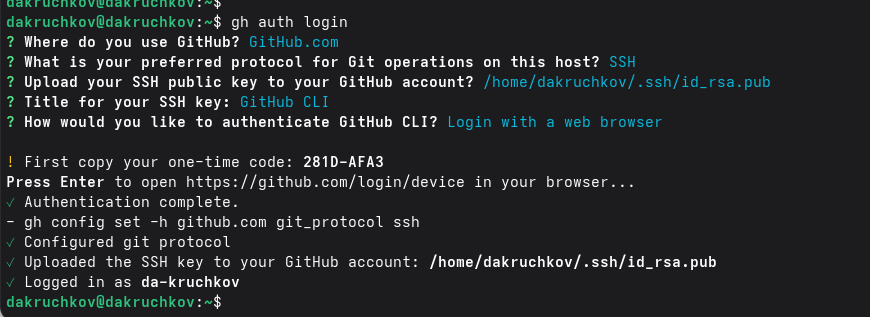 dakruchkov@dakruchkov:~$
dakruchkov@dakruchkov:~$ gh auth login
? Where do you use GitHub? GitHub.com
? What is your preferred protocol for Git operations on this host? SSH
? Upload your SSH public key to your GitHub account? /home/dakruchkov/.ssh/id_rsa.pub
? Title for your SSH key: GitHub CLI
? How would you like to authenticate GitHub CLI? Login with a web browser
! First copy your one-time code: 281D-AFA3
Press Enter to open https://github.com/login/device in your browser...
✓ Authentication complete.
- gh config set -h github.com git_protocol ssh
✓ Configured git protocol
✓ Uploaded the SSH key to your GitHub account: /home/dakruchkov/.ssh/id_rsa.pub
✓ Logged in as da-kruchkov
dakruchkov@dakruchkov:~$